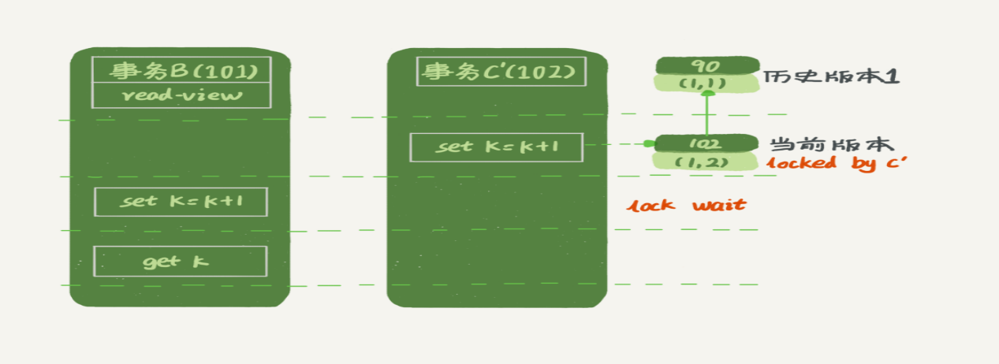 事务B(101)
read-view
set k=k+1
get k
事务C'(102)
set k=k+1
90
(1,1)
历史版本1
102
(1,2)
当前版本
locked by c'
lock wait